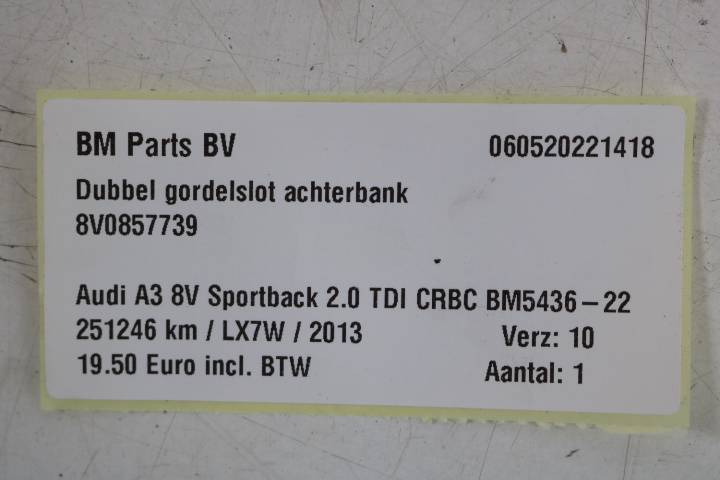 BM Parts BV 060520221418
Dubbel gordelslot achterbank
8V0857739
Audi A3 8V Sportback 2.0 TDI CRBC BM5436-22
251246 km / LX7W / 2013 Verz: 10
19.50 Euro incl. BTW Aantal: 1